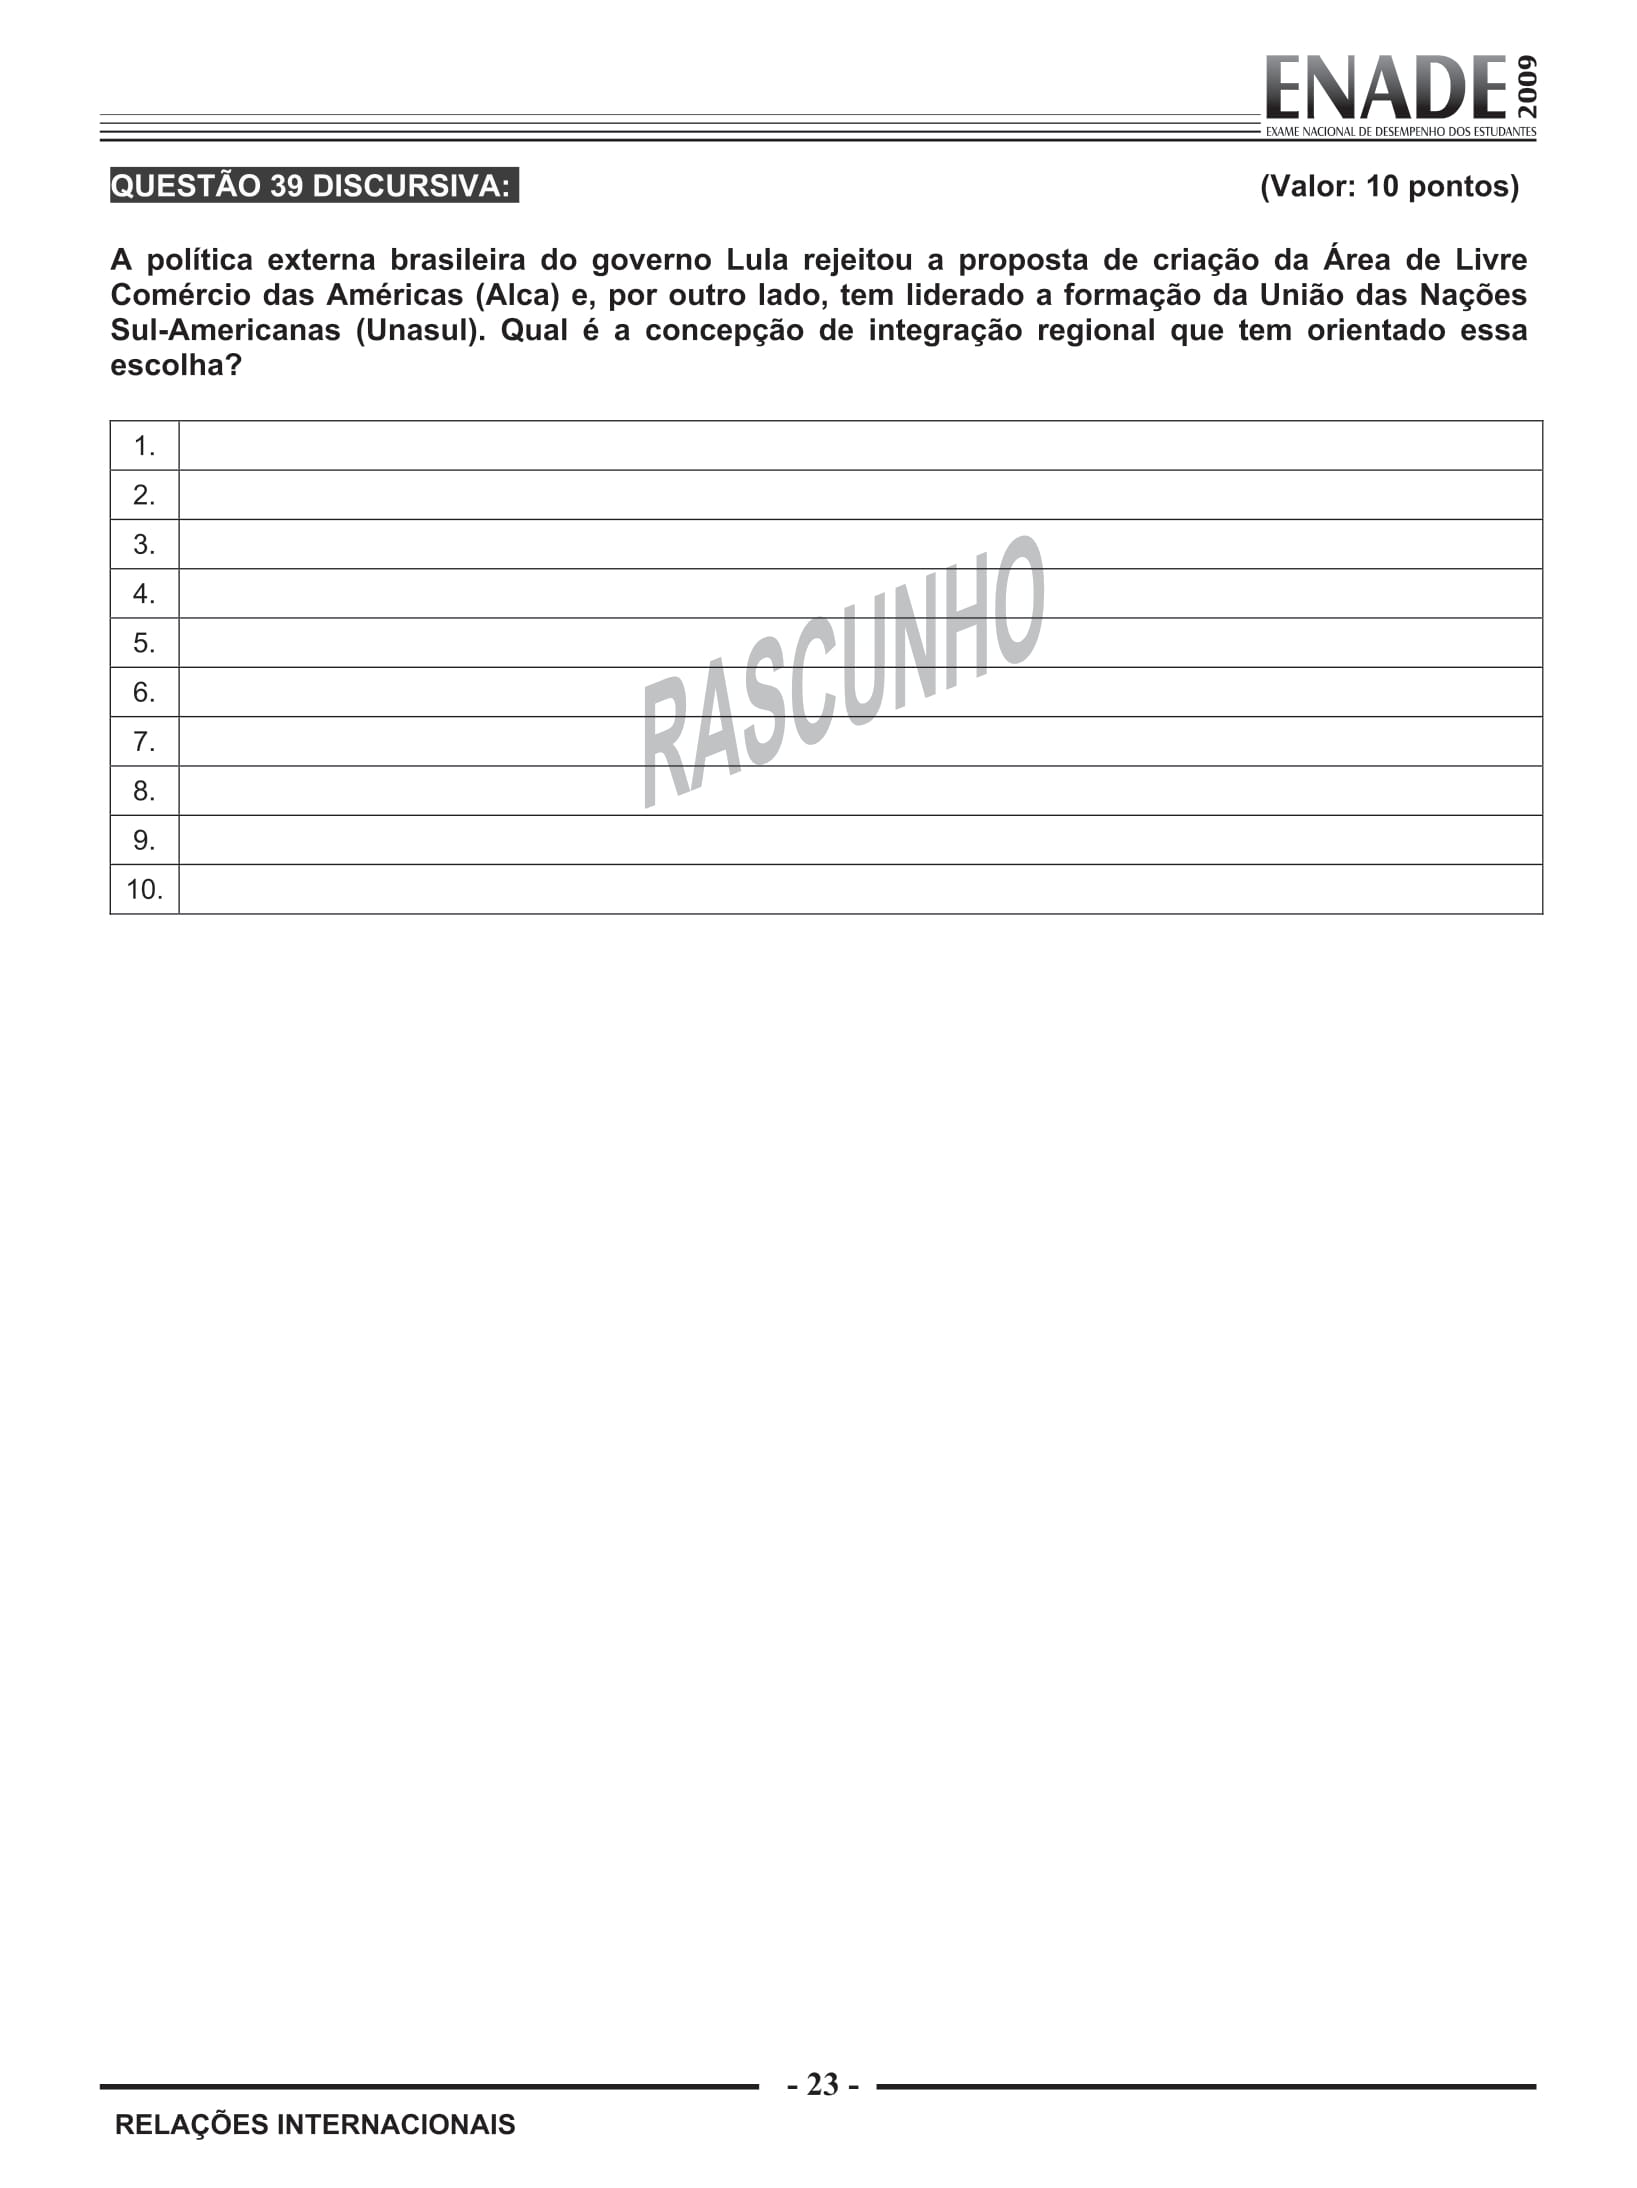 ENADE 2009
EXAME NACIONAL DE DESEMPENHO DOS ESTUDANTES
QUESTÃO 39 DISCURSIVA: (Valor: 10 pontos)
A política externa brasileira do governo Lula rejeitou a proposta de criação da Área de Livre
Comércio das Américas (Alca) e, por outro lado, tem liderado a formação da União das Nações
Sul-Americanas (Unasul). Qual é a concepção de integração regional que tem orientado essa
escolha?
1.
2.
3.
4.
5.
6.
7.
8.
9.
10.
RASCUNHO
- 23 -
RELAÇÕES INTERNACIONAIS